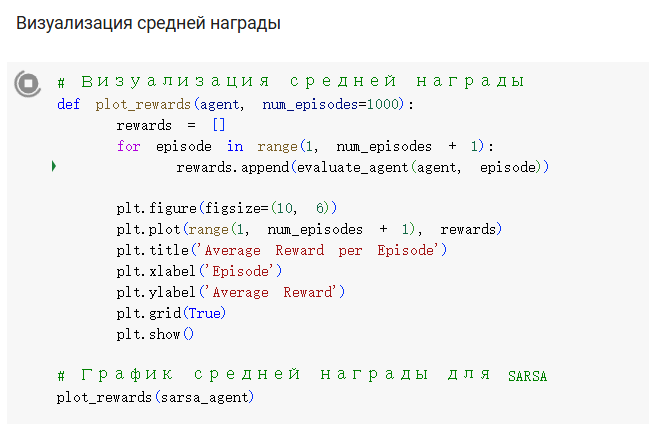 Визуализация средней награды
# Визуализация средней награды
def plot_rewards(agent, num_episodes=1000):
rewards = []
for episode in range(1, num_episodes + 1):
rewards.append(evaluate_agent(agent, episode))
plt.figure(figsize=(10, 6))
plt.plot(range(1, num_episodes + 1), rewards)
plt.title('Average Reward per Episode')
plt.xlabel('Episode')
plt.ylabel('Average Reward')
plt.grid(True)
plt.show()
# График средней награды для SARSA
plot_rewards(sarsa_agent)